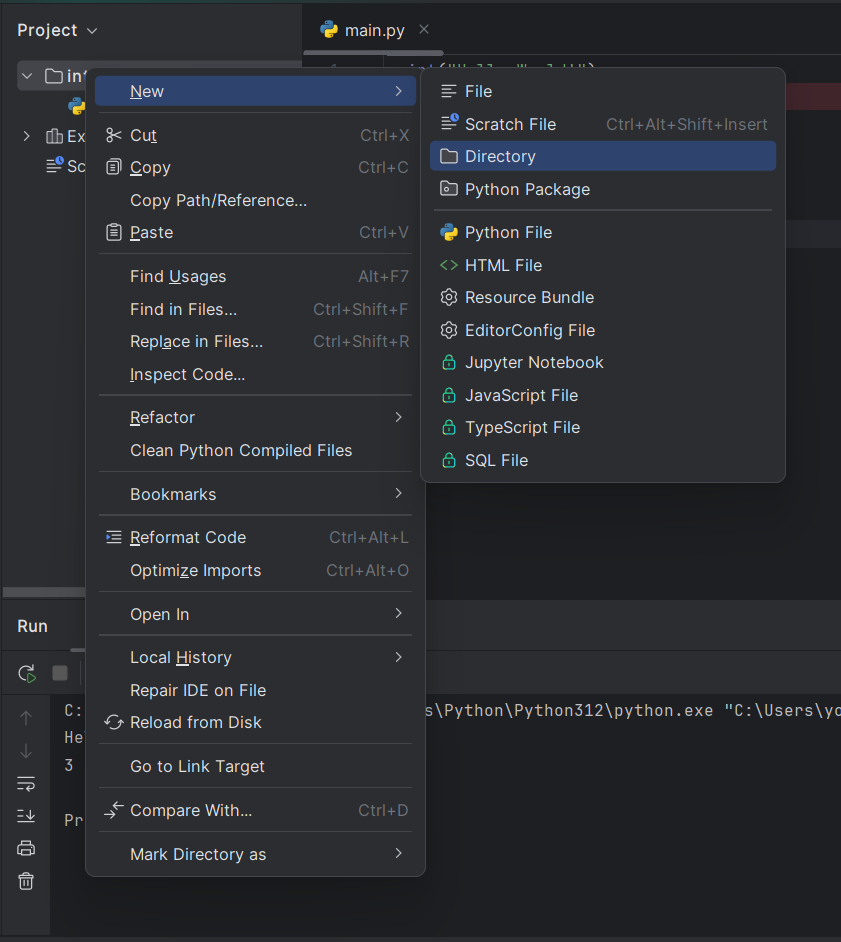 Project
main.py
New
Cut Ctrl+X
Copy Ctrl+C
Copy Path/Reference...
Paste Ctrl+V
Find Usages Alt+F7
Find in Files... Ctrl+Shift+F
Replace in Files... Ctrl+Shift+R
Inspect Code...
Refactor
Clean Python Compiled Files
Bookmarks
Reformat Code Ctrl+Alt+L
Optimize Imports Ctrl+Alt+O
Open In
Local History
Repair IDE on File
Reload from Disk
Go to Link Target
Compare With... Ctrl+D
Mark Directory as
File
Scratch File Ctrl+Alt+Shift+Insert
Directory
Python Package
Python File
HTML File
Resource Bundle
EditorConfig File
Jupyter Notebook
JavaScript File
TypeScript File
SQL File
Ex
Sc
Run
C: s\Python\Python312\python.exe "C:\Users\yo
He
3
Pr